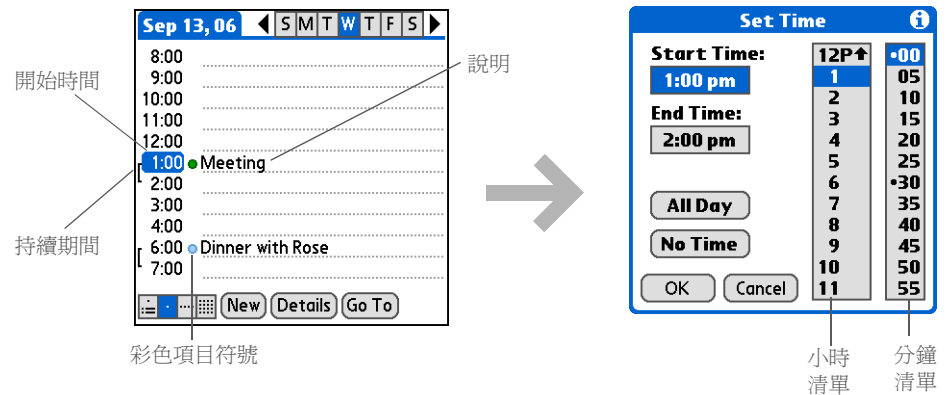 Sep 13, 06 S M T W T F S
8:00
9:00
10:00
11:00
12:00
1:00 Meeting
2:00
3:00
4:00
6:00 Dinner with Rose
7:00
New Details Go To
開始時間
持續期間
說明
彩色項目符號
Set Time
Start Time:
1:00 pm
End Time:
2:00 pm
All Day
No Time
OK Cancel
12P
1
2
3
4
5
6
7
8
9
10
11
00
05
10
15
20
25
30
35
40
45
50
55
小時
清單
分鐘
清單